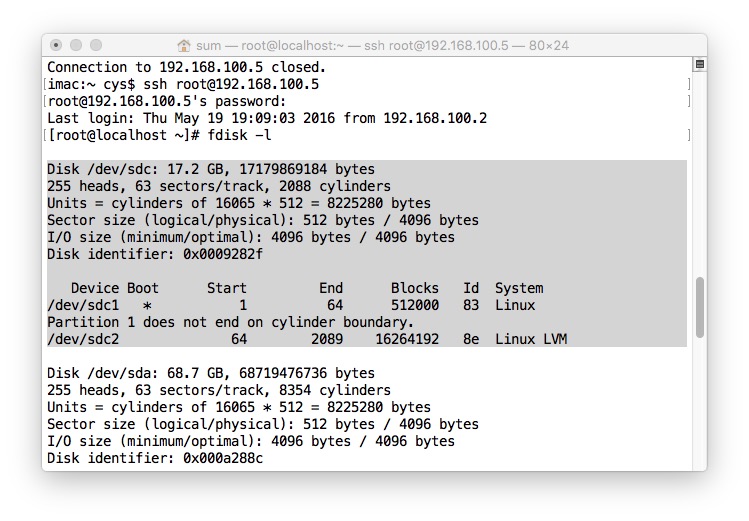 sum — root@localhost:~ — ssh root@192.168.100.5 — 80×24
Connection to 192.168.100.5 closed.
[imac:~ cys$ ssh root@192.168.100.5 ]
[root@192.168.100.5's password: ]
Last login: Thu May 19 19:09:03 2016 from 192.168.100.2
[[root@localhost ~]# fdisk -l ]

Disk /dev/sdc: 17.2 GB, 17179869184 bytes
255 heads, 63 sectors/track, 2088 cylinders
Units = cylinders of 16065 * 512 = 8225280 bytes
Sector size (logical/physical): 512 bytes / 4096 bytes
I/O size (minimum/optimal): 4096 bytes / 4096 bytes
Disk identifier: 0x0009282f

   Device Boot      Start         End      Blocks   Id  System
/dev/sdc1   *           1          64      512000   83  Linux
Partition 1 does not end on cylinder boundary.
/dev/sdc2              64        2089    16264192   8e  Linux LVM

Disk /dev/sda: 68.7 GB, 68719476736 bytes
255 heads, 63 sectors/track, 8354 cylinders
Units = cylinders of 16065 * 512 = 8225280 bytes
Sector size (logical/physical): 512 bytes / 4096 bytes
I/O size (minimum/optimal): 4096 bytes / 4096 bytes
Disk identifier: 0x000a288c